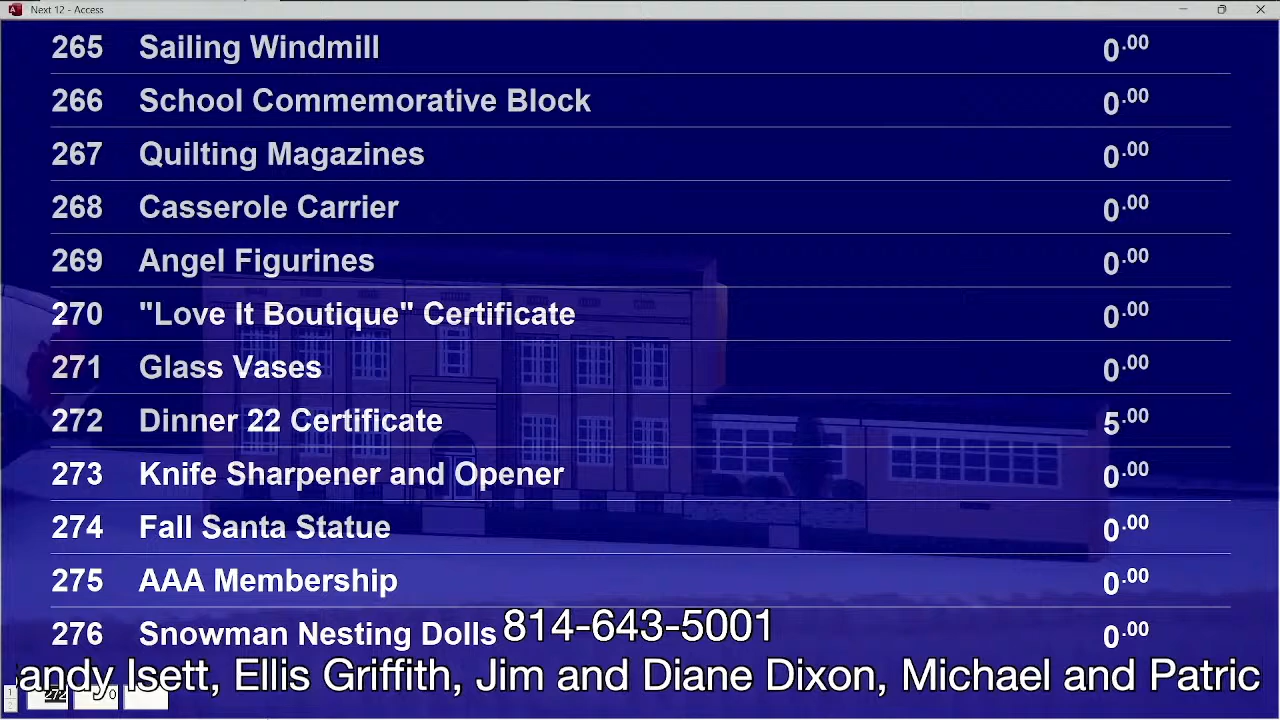 Next 12 - Access
265 Sailing Windmill 0.00
266 School Commemorative Block 0.00
267 Quilting Magazines 0.00
268 Casserole Carrier 0.00
269 Angel Figurines 0.00
270 "Love It Boutique" Certificate 0.00
271 Glass Vases 0.00
272 Dinner 22 Certificate 5.00
273 Knife Sharpener and Opener 0.00
274 Fall Santa Statue 0.00
275 AAA Membership 0.00
276 Snowman Nesting Dolls 0.00
814-643-5001
andy Isett, Ellis Griffith, Jim and Diane Dixon, Michael and Patric
272